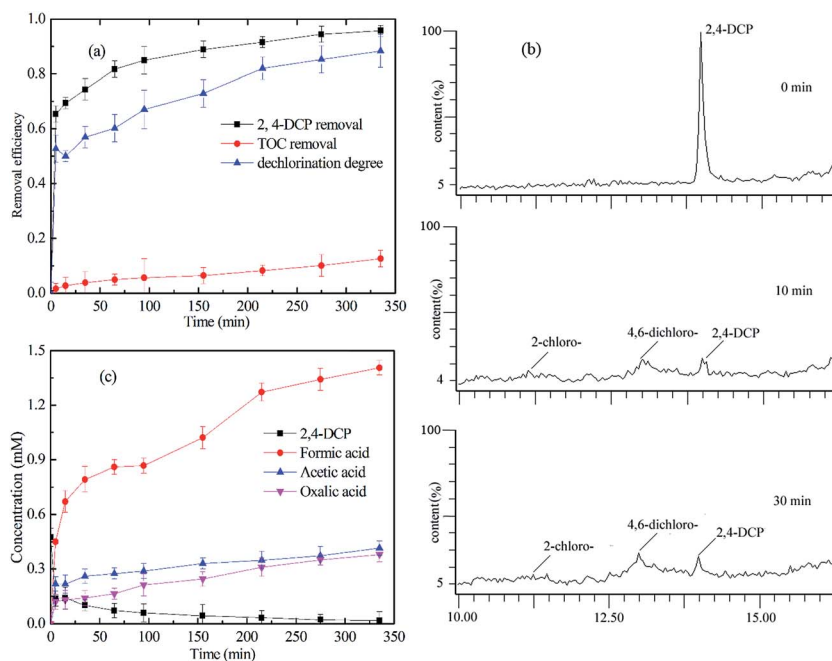 (a)
1.0
0.8
0.6
0.4
0.2
0.0
Removal efficiency
2, 4-DCP removal
TOC removal
dechlorination degree
0 50 100 150 200 250 300 350
Time (min)
(b)
100
content (%)
5
2,4-DCP
0 min
100
content(%)
4
2-chloro-
4,6-dichloro-
2,4-DCP
10 min
100
content(%)
5
2-chloro-
4,6-dichloro-
2,4-DCP
30 min
10.00 12.50 15.00
(c)
1.5
1.2
0.9
0.6
0.3
0.0
Concentration (mM)
2,4-DCP
Formic acid
Acetic acid
Oxalic acid
0 50 100 150 200 250 300 350
Time (min)